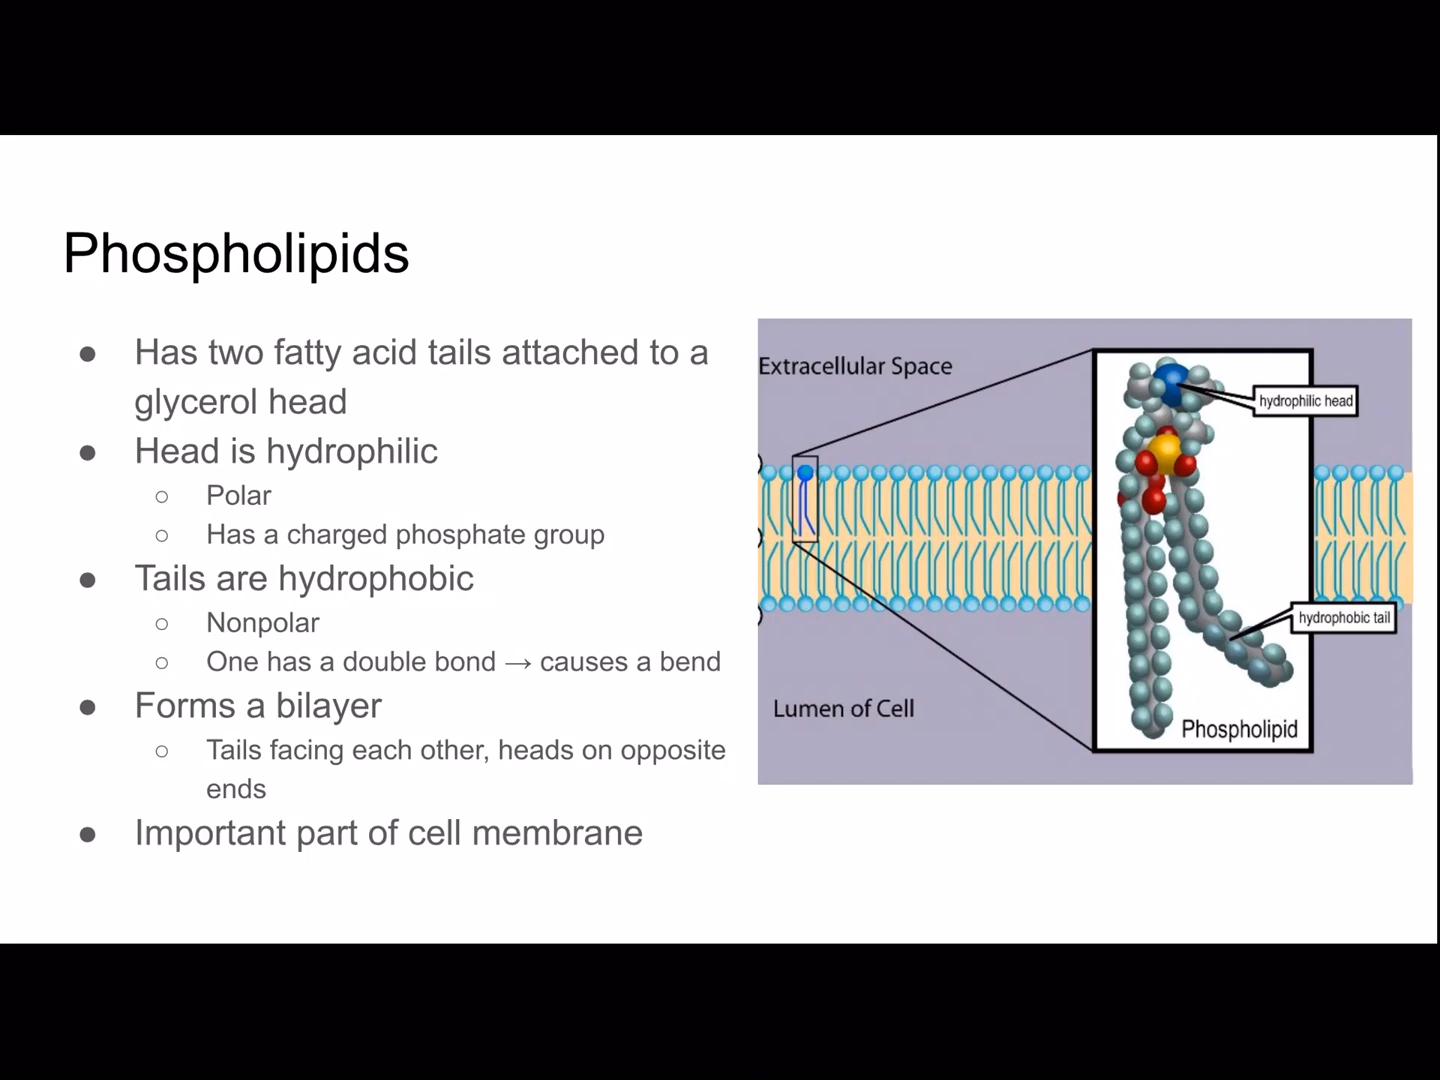 Phospholipids
● Has two fatty acid tails attached to a
glycerol head
● Head is hydrophilic
○ Polar
○ Has a charged phosphate group
● Tails are hydrophobic
○ Nonpolar
○ One has a double bond → causes a bend
● Forms a bilayer
○ Tails facing each other, heads on opposite
ends
● Important part of cell membrane
Extracellular Space
hydrophilic head
hydrophobic tail
Lumen of Cell
Phospholipid